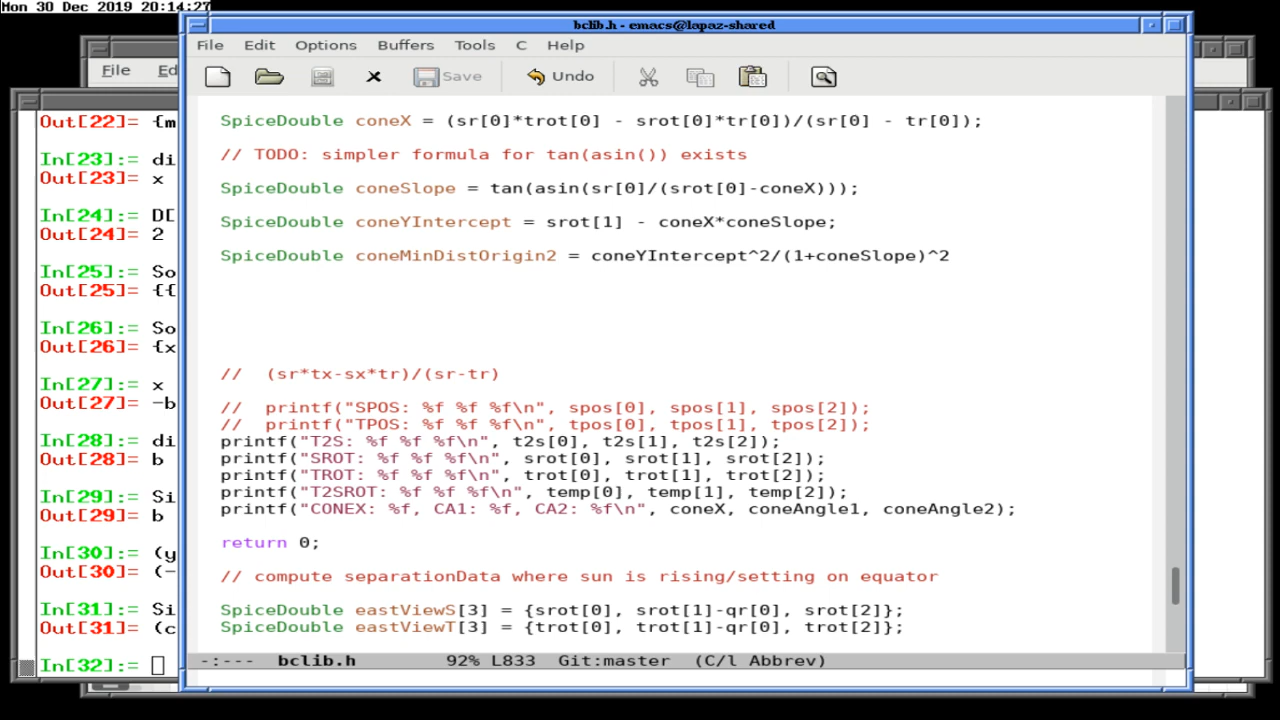 Mon 30 Dec 2019 20:14:27
bclib.h - emacs@lapaz-shared
File Edit Options Buffers Tools C Help
Save Undo
File Ed
SpiceDouble coneX = (sr[0]*trot[0] - srot[0]*tr[0])/(sr[0] - tr[0]);
// TODO: simpler formula for tan(asin()) exists
SpiceDouble coneSlope = tan(asin(sr[0]/(srot[0]-coneX)));
SpiceDouble coneYIntercept = srot[1] - coneX*coneSlope;
SpiceDouble coneMinDistOrigin2 = coneYIntercept^2/(1+coneSlope)^2
//  (sr*tx-sx*tr)/(sr-tr)
//  printf("SPOS: %f %f %f\n", spos[0], spos[1], spos[2]);
//  printf("TPOS: %f %f %f\n", tpos[0], tpos[1], tpos[2]);
printf("T2S: %f %f %f\n", t2s[0], t2s[1], t2s[2]);
printf("SROT: %f %f %f\n", srot[0], srot[1], srot[2]);
printf("TROT: %f %f %f\n", trot[0], trot[1], trot[2]);
printf("T2SROT: %f %f %f\n", temp[0], temp[1], temp[2]);
printf("CONEX: %f, CA1: %f, CA2: %f\n", coneX, coneAngle1, coneAngle2);
return 0;
// compute separationData where sun is rising/setting on equator
SpiceDouble eastViewS[3] = {srot[0], srot[1]-qr[0], srot[2]};
SpiceDouble eastViewT[3] = {trot[0], trot[1]-qr[0], trot[2]};
-:---  bclib.h        92% L833  Git:master  (C/l Abbrev)
Out[22]= {m
In[23]:= di
Out[23]= x
In[24]:= D[
Out[24]= 2
In[25]:= So
Out[25]= {{
In[26]:= So
Out[26]= {x
In[27]:= x
Out[27]= -b
In[28]:= di
Out[28]= b
In[29]:= Si
Out[29]= b
In[30]:= (y
Out[30]= (-
In[31]:= Si
Out[31]= (c
In[32]:=